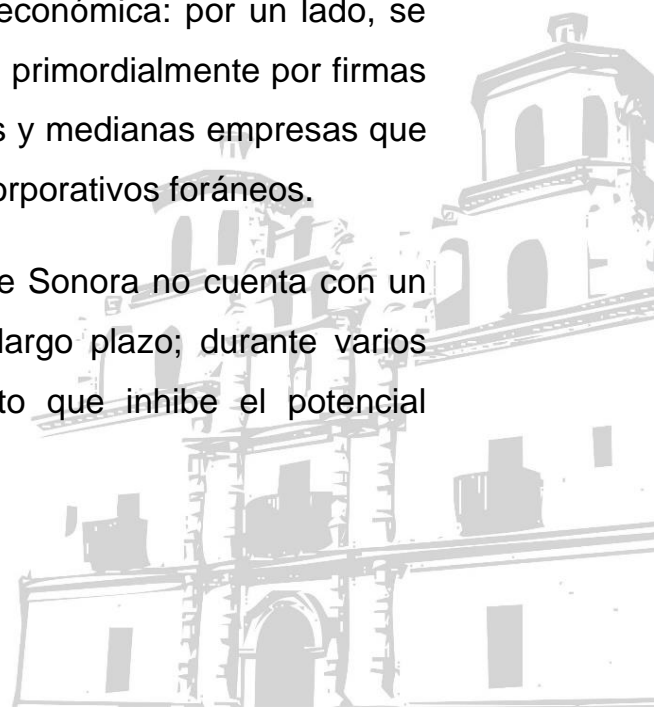 económica: por un lado, se
primordialmente por firmas
s y medianas empresas que
orporativos foráneos.
e Sonora no cuenta con un
largo plazo; durante varios
to que inhibe el potencial